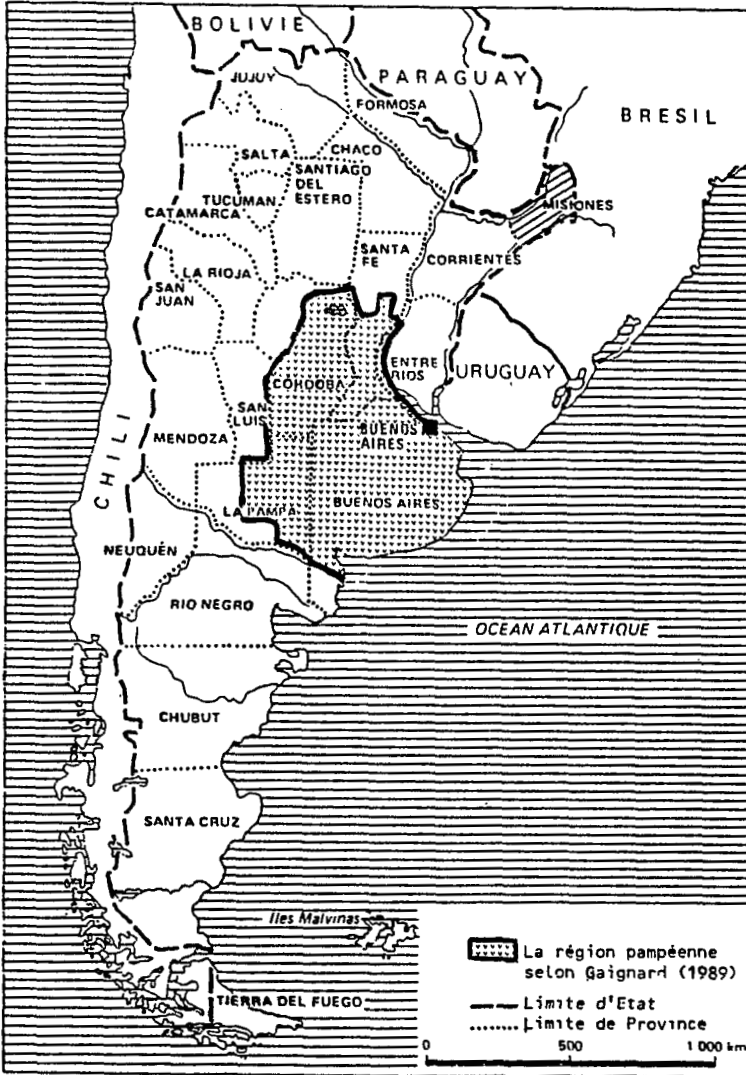 BOLIVIE
PARAGUAY
BRESIL
JUJUY
FORMOSA
SALTA
CHACO
SANTIAGO
DEL
ESTERO
TUCUMAN
CATAMARCA
MISIONES
SANTA
FE
CORRIENTES
LA RIOJA
SAN
JUAN
ENTRE
RIOS
URUGUAY
CORDOBA
SAN
LUIS
MENDOZA
BUENOS
AIRES
CHILI
LA PAMPA
BUENOS AIRES
NEUQUÉN
RIO NEGRO
OCEAN ATLANTIQUE
CHUBUT
SANTA CRUZ
Iles Malvinas
TIERRA DEL FUEGO
La région pampéenne
selon Gaignard (1989)
Limite d'Etat
Limite de Province
0 500 1 000 km